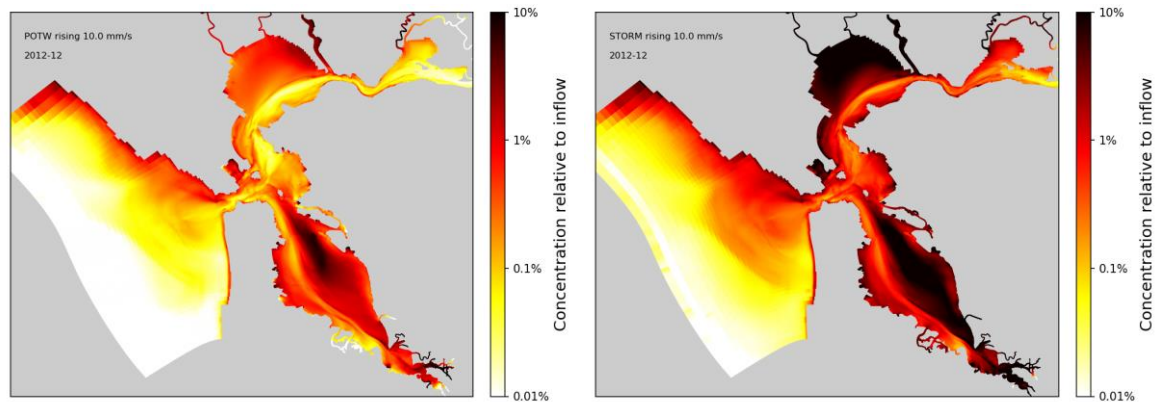 POTW rising 10.0 mm/s
2012-12
10%
1%
0.1%
0.01%
Concentration relative to inflow
STORM rising 10.0 mm/s
2012-12
10%
1%
0.1%
0.01%
Concentration relative to inflow